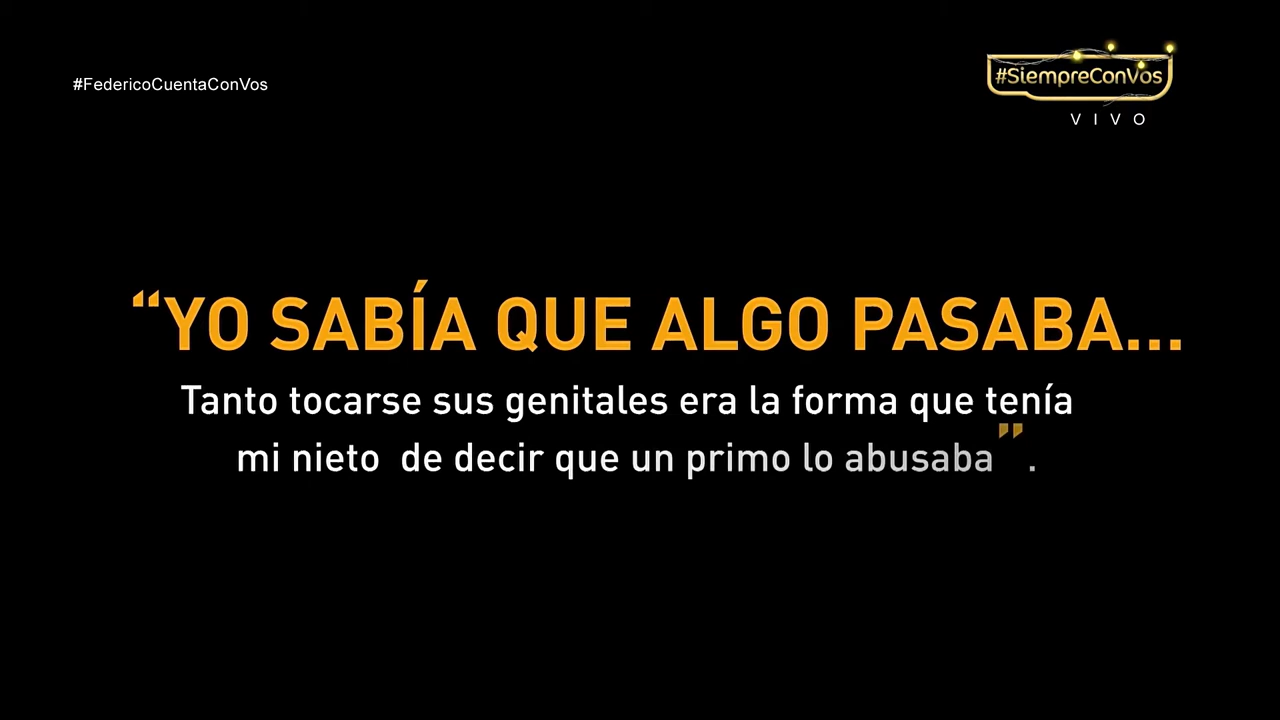 #FedericoCuentaConVos
#SiempreConVos
VIVO
“YO SABÍA QUE ALGO PASABA...
Tanto tocarse sus genitales era la forma que tenía
mi nieto de decir que un primo lo abusaba”.